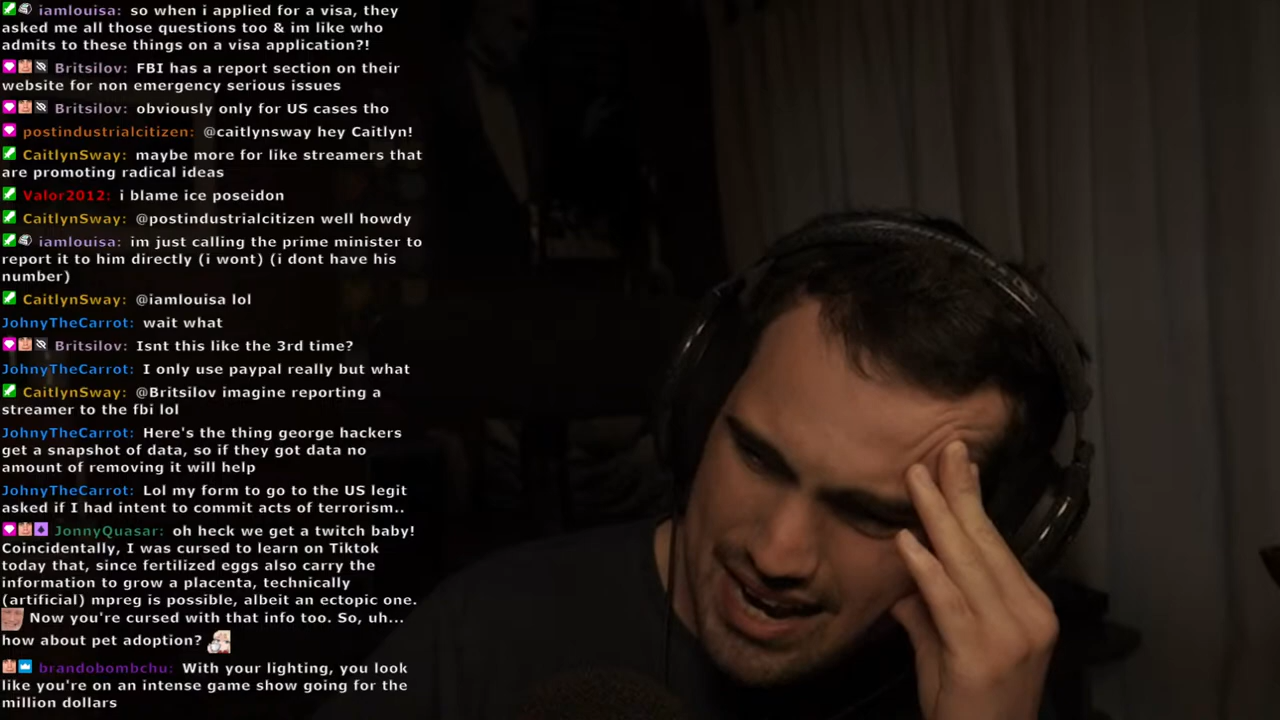 iamlouisa: so when i applied for a visa, they
asked me all those questions too & im like who
admits to these things on a visa application?!
Britsilov: FBI has a report section on their
website for non emergency serious issues
Britsilov: obviously only for US cases tho
postindustrialcitizen: @caitlynsway hey Caitlyn!
CaitlynSway: maybe more for like streamers that
are promoting radical ideas
Valor2012: i blame ice poseidon
CaitlynSway: @postindustrialcitizen well howdy
iamlouisa: im just calling the prime minister to
report it to him directly (i wont) (i dont have his
number)
CaitlynSway: @iamlouisa lol
JohnyTheCarrot: wait what
Britsilov: Isnt this like the 3rd time?
JohnyTheCarrot: I only use paypal really but what
CaitlynSway: @Britsilov imagine reporting a
streamer to the fbi lol
JohnyTheCarrot: Here's the thing george hackers
get a snapshot of data, so if they got data no
amount of removing it will help
JohnyTheCarrot: Lol my form to go to the US legit
asked if I had intent to commit acts of terrorism..
JonnyQuasar: oh heck we get a twitch baby!
Coincidentally, I was cursed to learn on Tiktok
today that, since fertilized eggs also carry the
information to grow a placenta, technically
(artificial) mpreg is possible, albeit an ectopic one.
Now you're cursed with that info too. So, uh...
how about pet adoption?
brandobombchu: With your lighting, you look
like you're on an intense game show going for the
million dollars